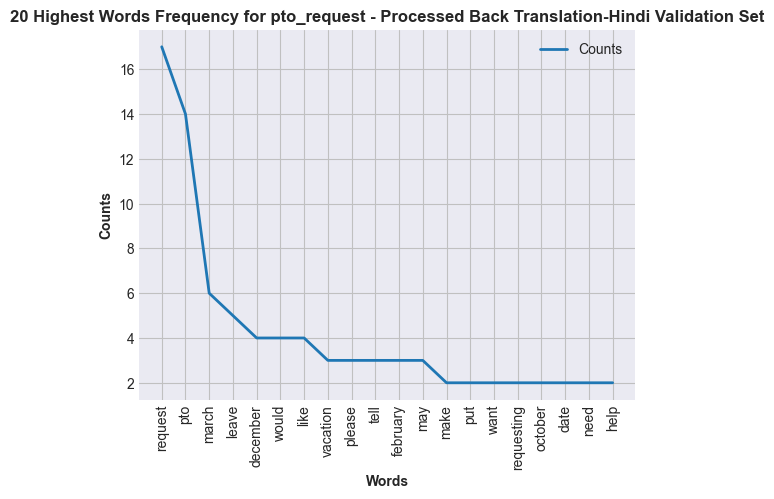 20 Highest Words Frequency for pto_request - Processed Back Translation-Hindi Validation Set
Counts
16
14
12
10
8
6
4
2
Counts
request
pto
march
leave
december
would
like
vacation
please
tell
february
may
make
put
want
requesting
october
date
need
help
Words